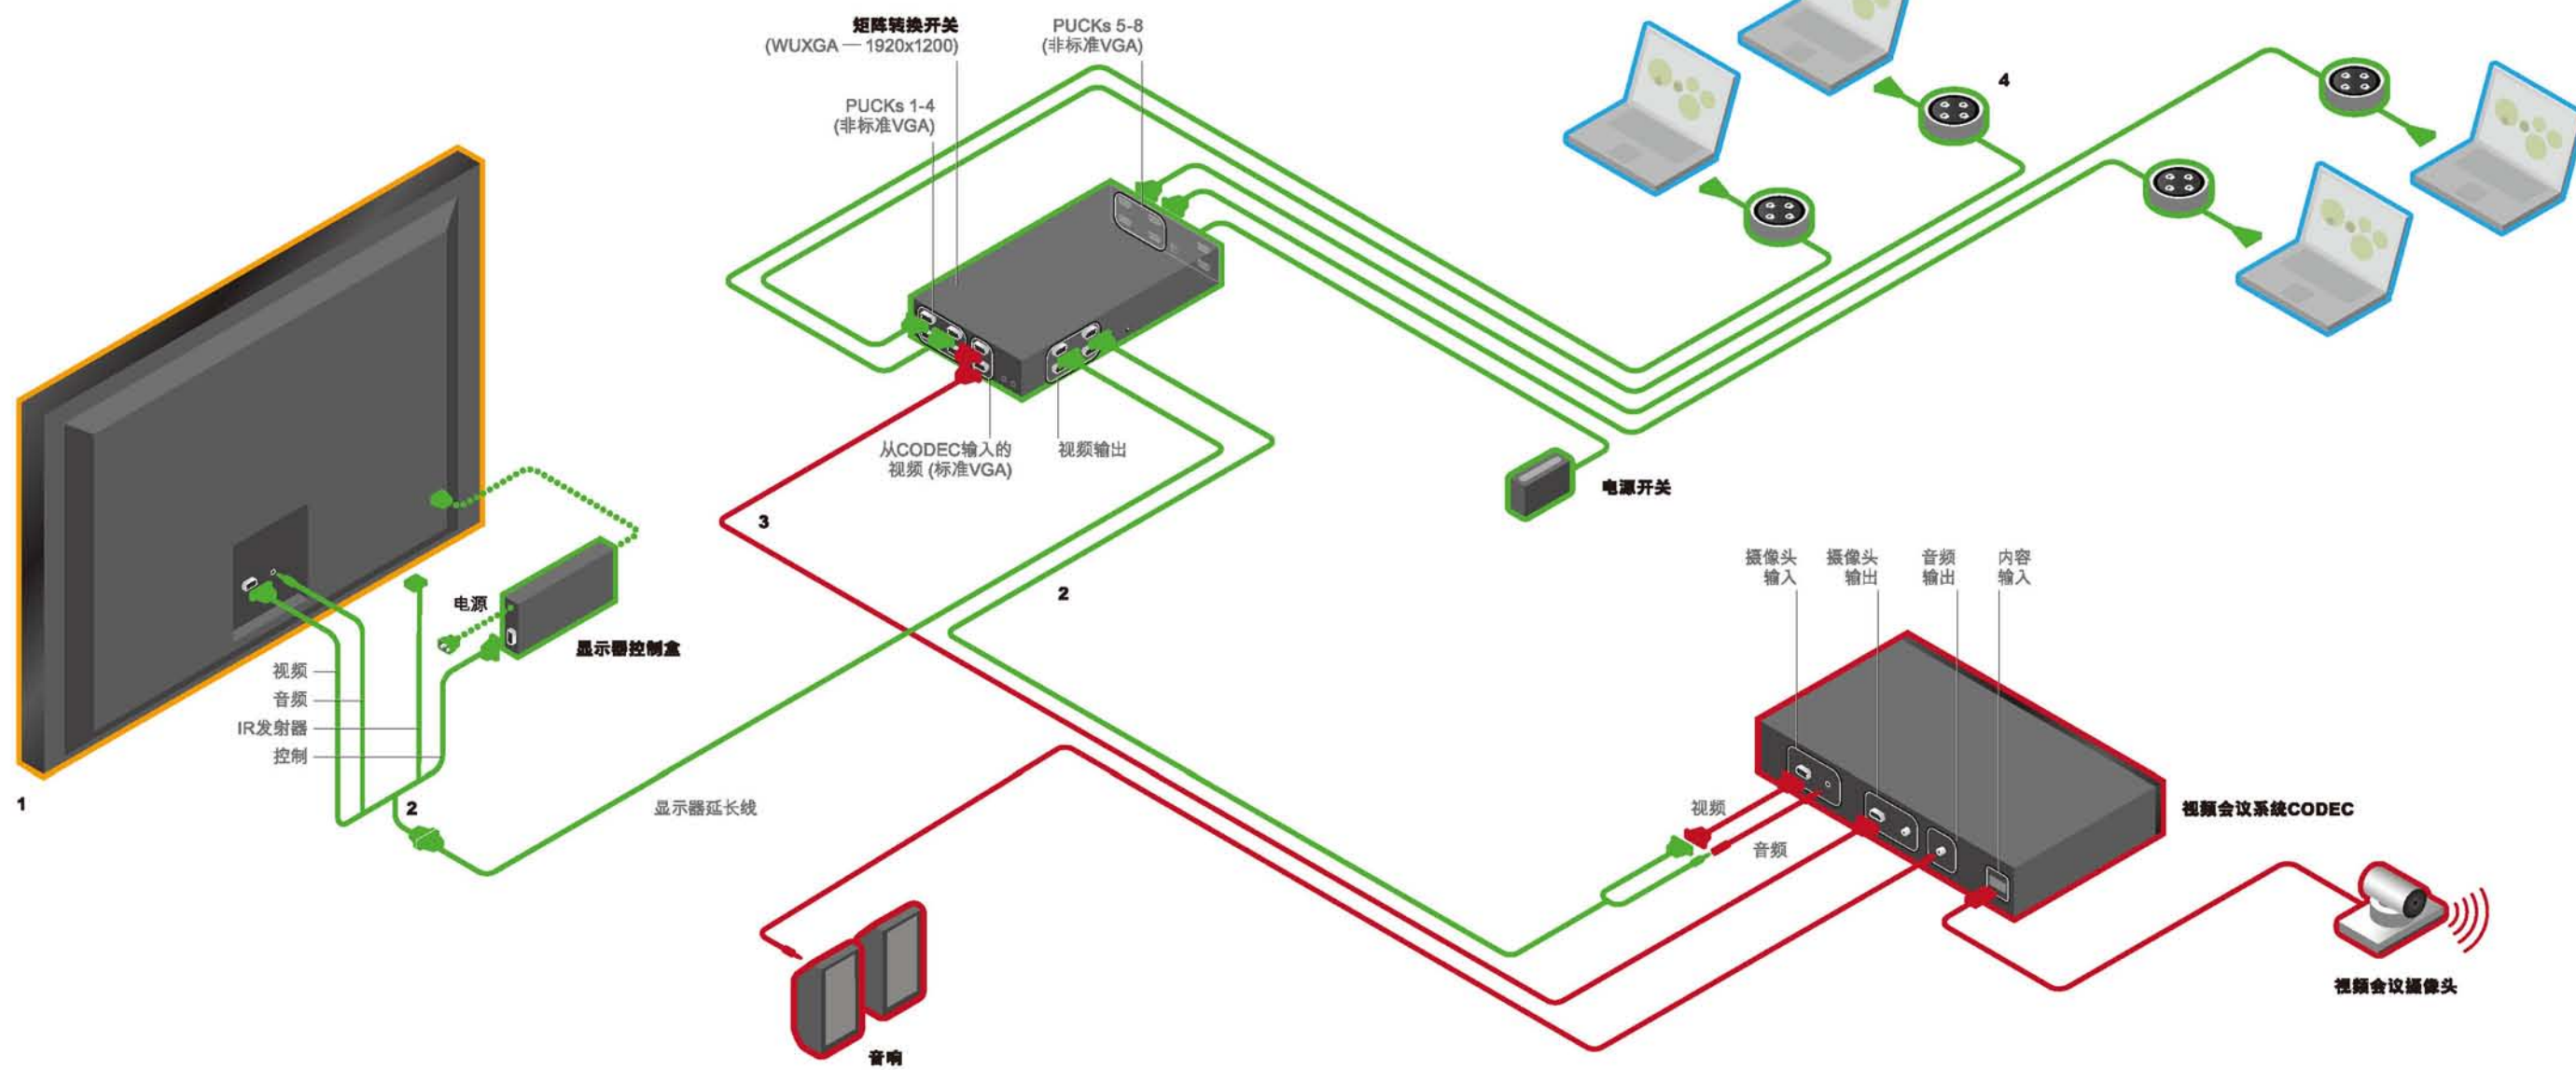 矩阵转换开关
(WUXGA — 1920x1200)
PUCKs 5-8
(非标准VGA)
PUCKs 1-4
(非标准VGA)
4
从CODEC输入的
视频 (标准VGA)
视频输出
电源开关
3
2
摄像头
输入
摄像头
输出
音频
输出
内容
输入
电源
显示器控制盒
视频
音频
IR发射器
控制
1
2
显示器延长线
视频
音频
视频会议系统CODEC
视频会议摄像头
音响